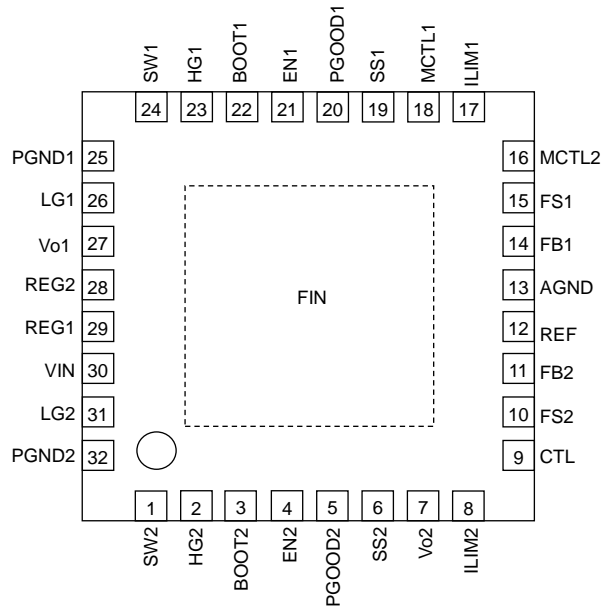 SW1 HG1 BOOT1 EN1 PGOOD1 SS1 MCTL1 ILIM1
24 23 22 21 20 19 18 17
PGND1 25 16 MCTL2
LG1 26 15 FS1
Vo1 27 14 FB1
REG2 28 13 AGND
FIN
REG1 29 12 REF
VIN 30 11 FB2
LG2 31 10 FS2
PGND2 32 9 CTL
1 2 3 4 5 6 7 8
SW2 HG2 BOOT2 EN2 PGOOD2 SS2 Vo2 ILIM2